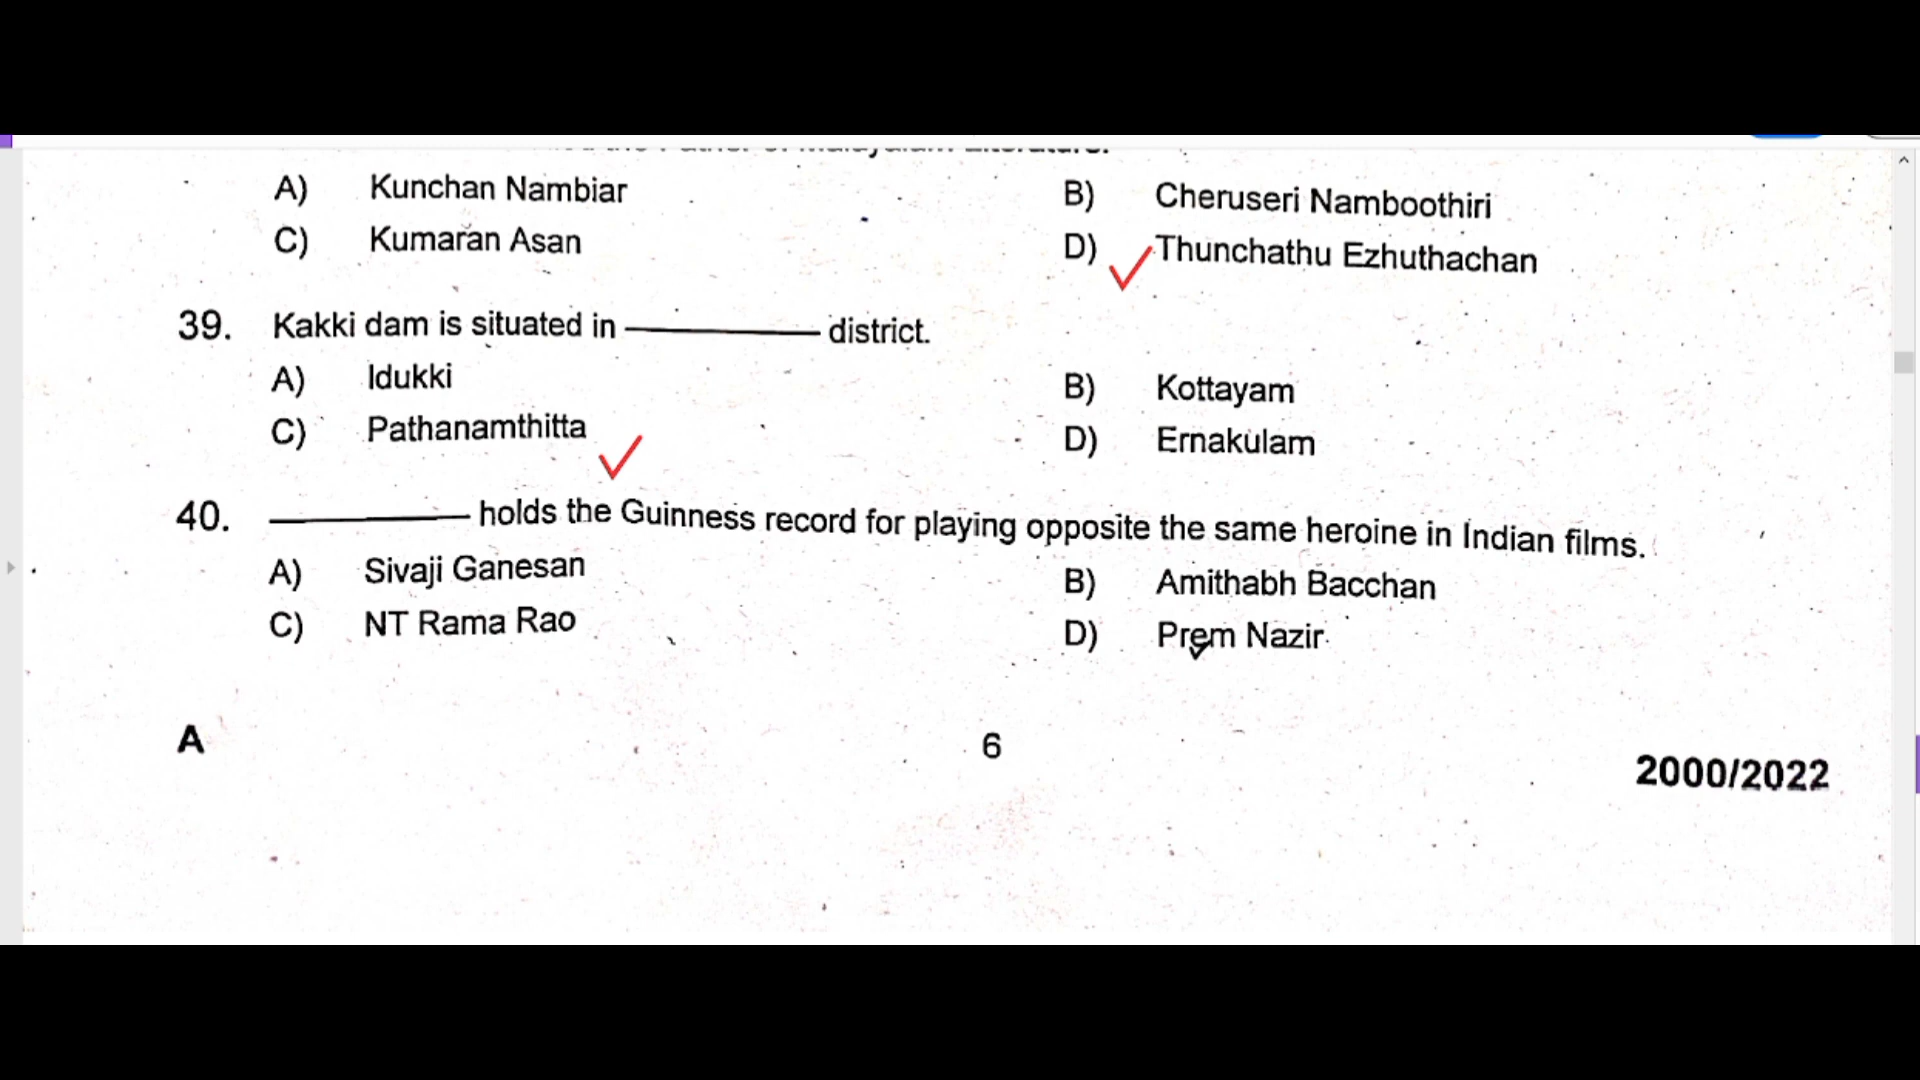 A) Kunchan Nambiar B) Cheruseri Namboothiri
C) Kumaran Asan D) Thunchathu Ezhuthachan
39. Kakki dam is situated in ________ district.
A) Idukki B) Kottayam
C) Pathanamthitta D) Ernakulam
40. ________ holds the Guinness record for playing opposite the same heroine in Indian films.
A) Sivaji Ganesan B) Amithabh Bacchan
C) NT Rama Rao D) Prem Nazir
A 6 2000/2022